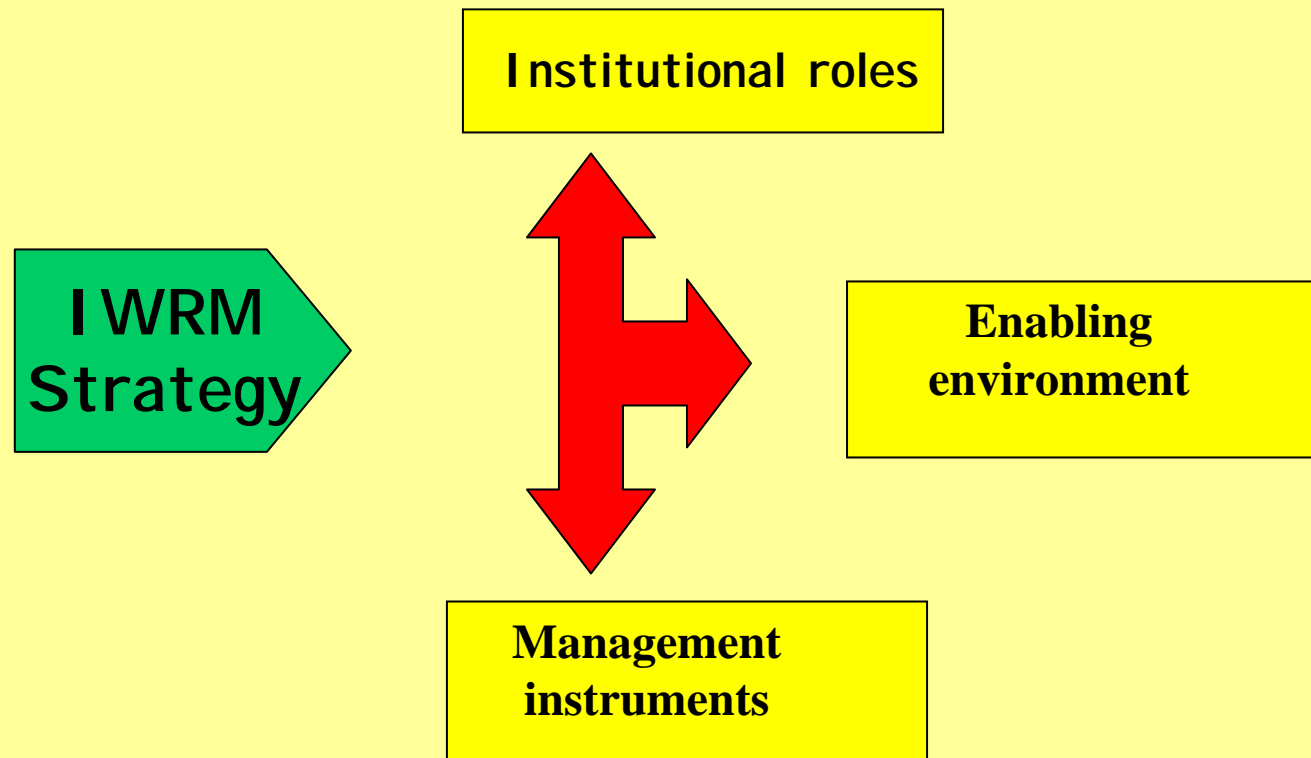 Institutional roles
IWRM
Strategy
Enabling
environment
Management
instruments